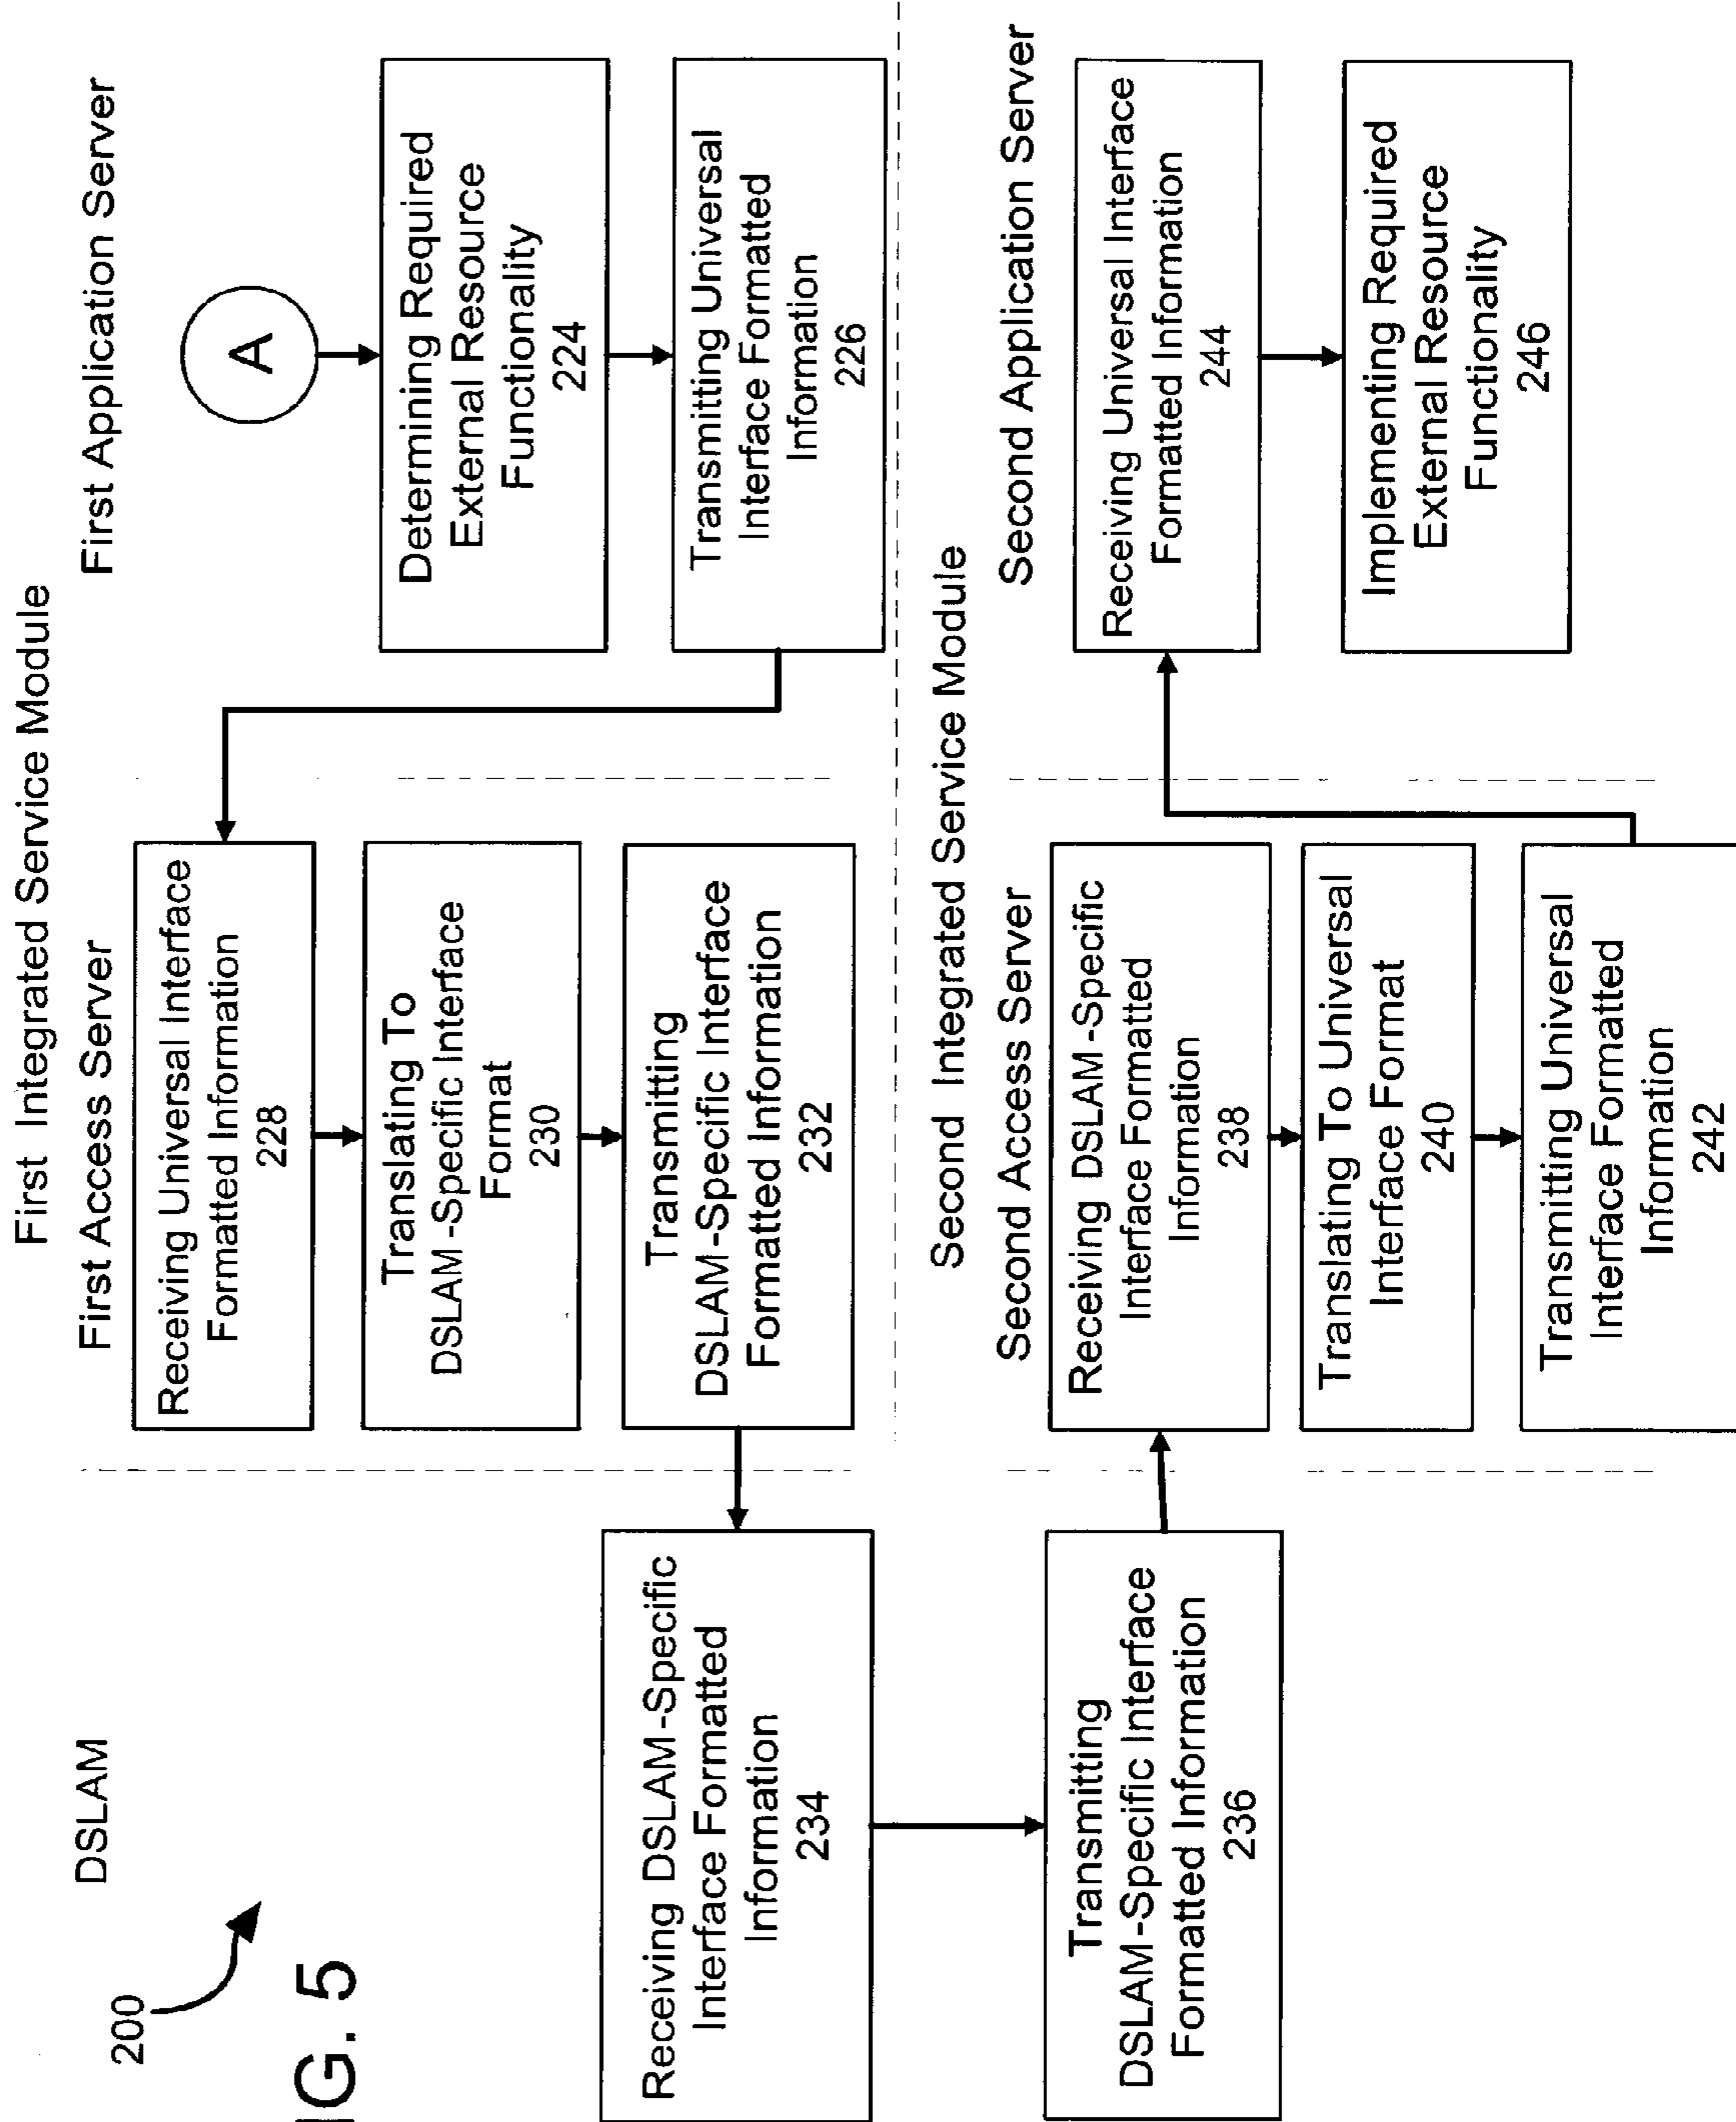 200
DSLAM
IG. 5
First Integrated Service Module
First Access Server
First Application Server
A
Determining Required
External Resource
Functionality
224
Transmitting Universal
Interface Formatted
Information
226
Receiving Universal Interface
Formatted Information
228
Translating To
DSLAM-Specific Interface
Format
230
Transmitting
DSLAM-Specific Interface
Formatted Information
232
Receiving DSLAM-Specific
Interface Formatted
Information
234
Transmitting
DSLAM-Specific Interface
Formatted Information
236
Second Integrated Service Module
Second Access Server
Second Application Server
Receiving DSLAM-Specific
Interface Formatted
Information
238
Translating To Universal
Interface Format
240
Transmitting Universal
Interface Formatted
Information
242
Receiving Universal Interface
Formatted Information
244
Implementing Required
External Resource
Functionality
246